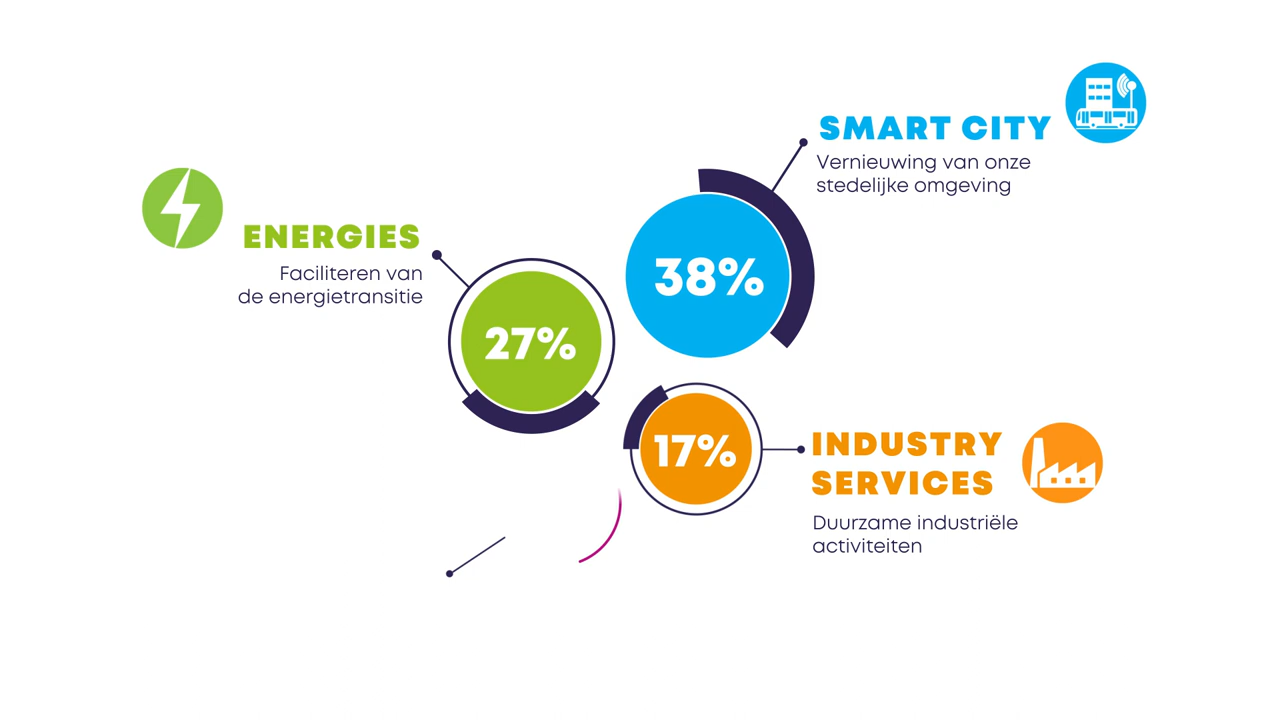 SMART CITY
Vernieuwing van onze
stedelijke omgeving
38%
ENERGIES
Faciliteren van
de energietransitie
27%
17%
INDUSTRY
SERVICES
Duurzame industriële
activiteiten